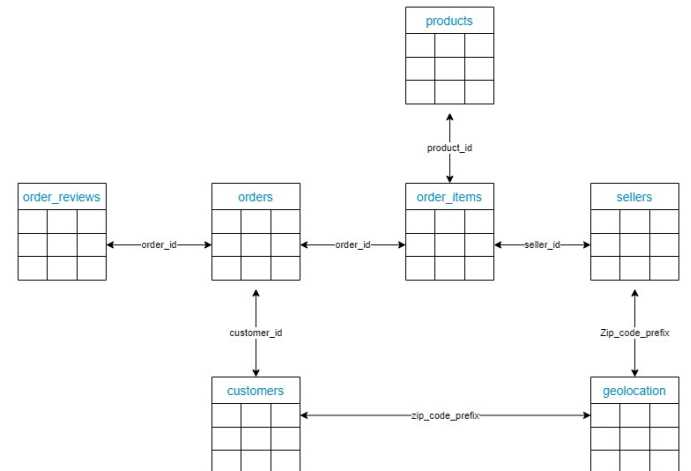 products
product_id
order_reviews
orders
order_items
sellers
order_id
order_id
seller_id
customer_id
Zip_code_prefix
customers
geolocation
zip_code_prefix